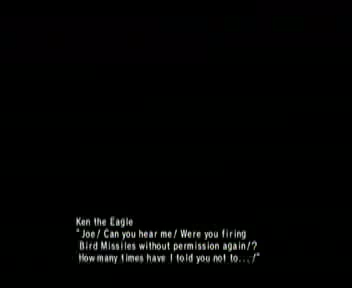 Ken the Eagle
"Joe! Can you hear me! Were you firing
Bird Missiles without permission again!?
How many times have I told you not to...!"